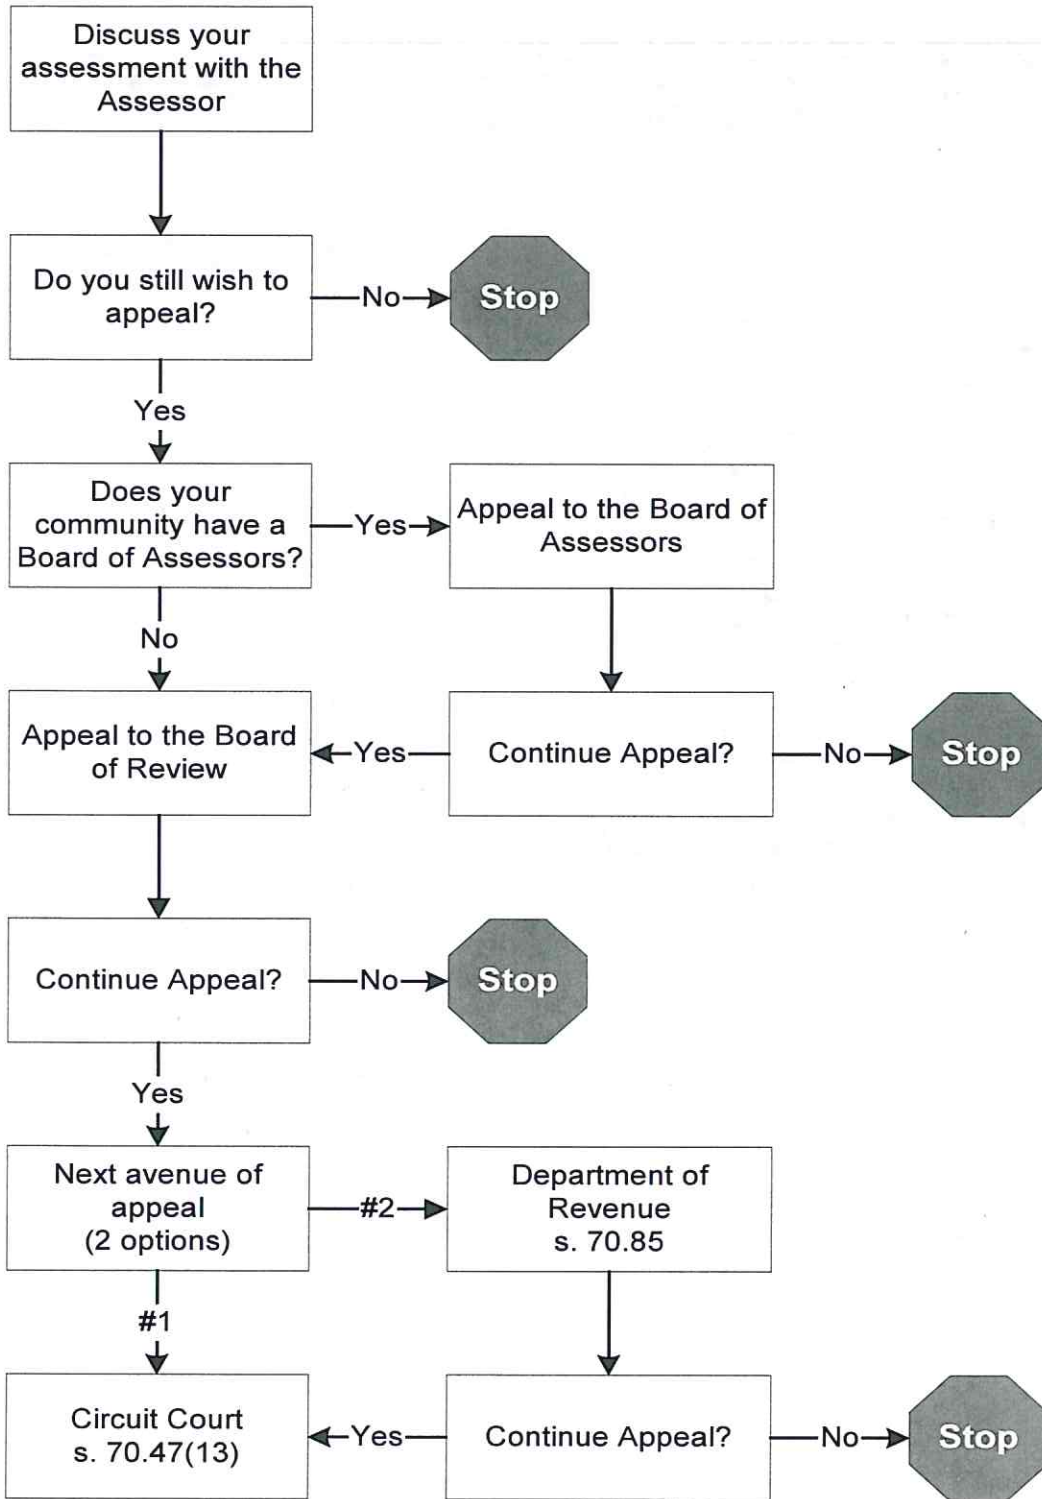 Discuss your
assessment with the
Assessor
Do you still wish to
appeal?
No
Stop
Yes
Does your
community have a
Board of Assessors?
Yes
Appeal to the Board of
Assessors
No
Appeal to the Board
of Review
Yes
Continue Appeal?
No
Stop
Continue Appeal?
No
Stop
Yes
Next avenue of
appeal
(2 options)
#2
Department of
Revenue
s. 70.85
#1
Circuit Court
s. 70.47(13)
Yes
Continue Appeal?
No
Stop